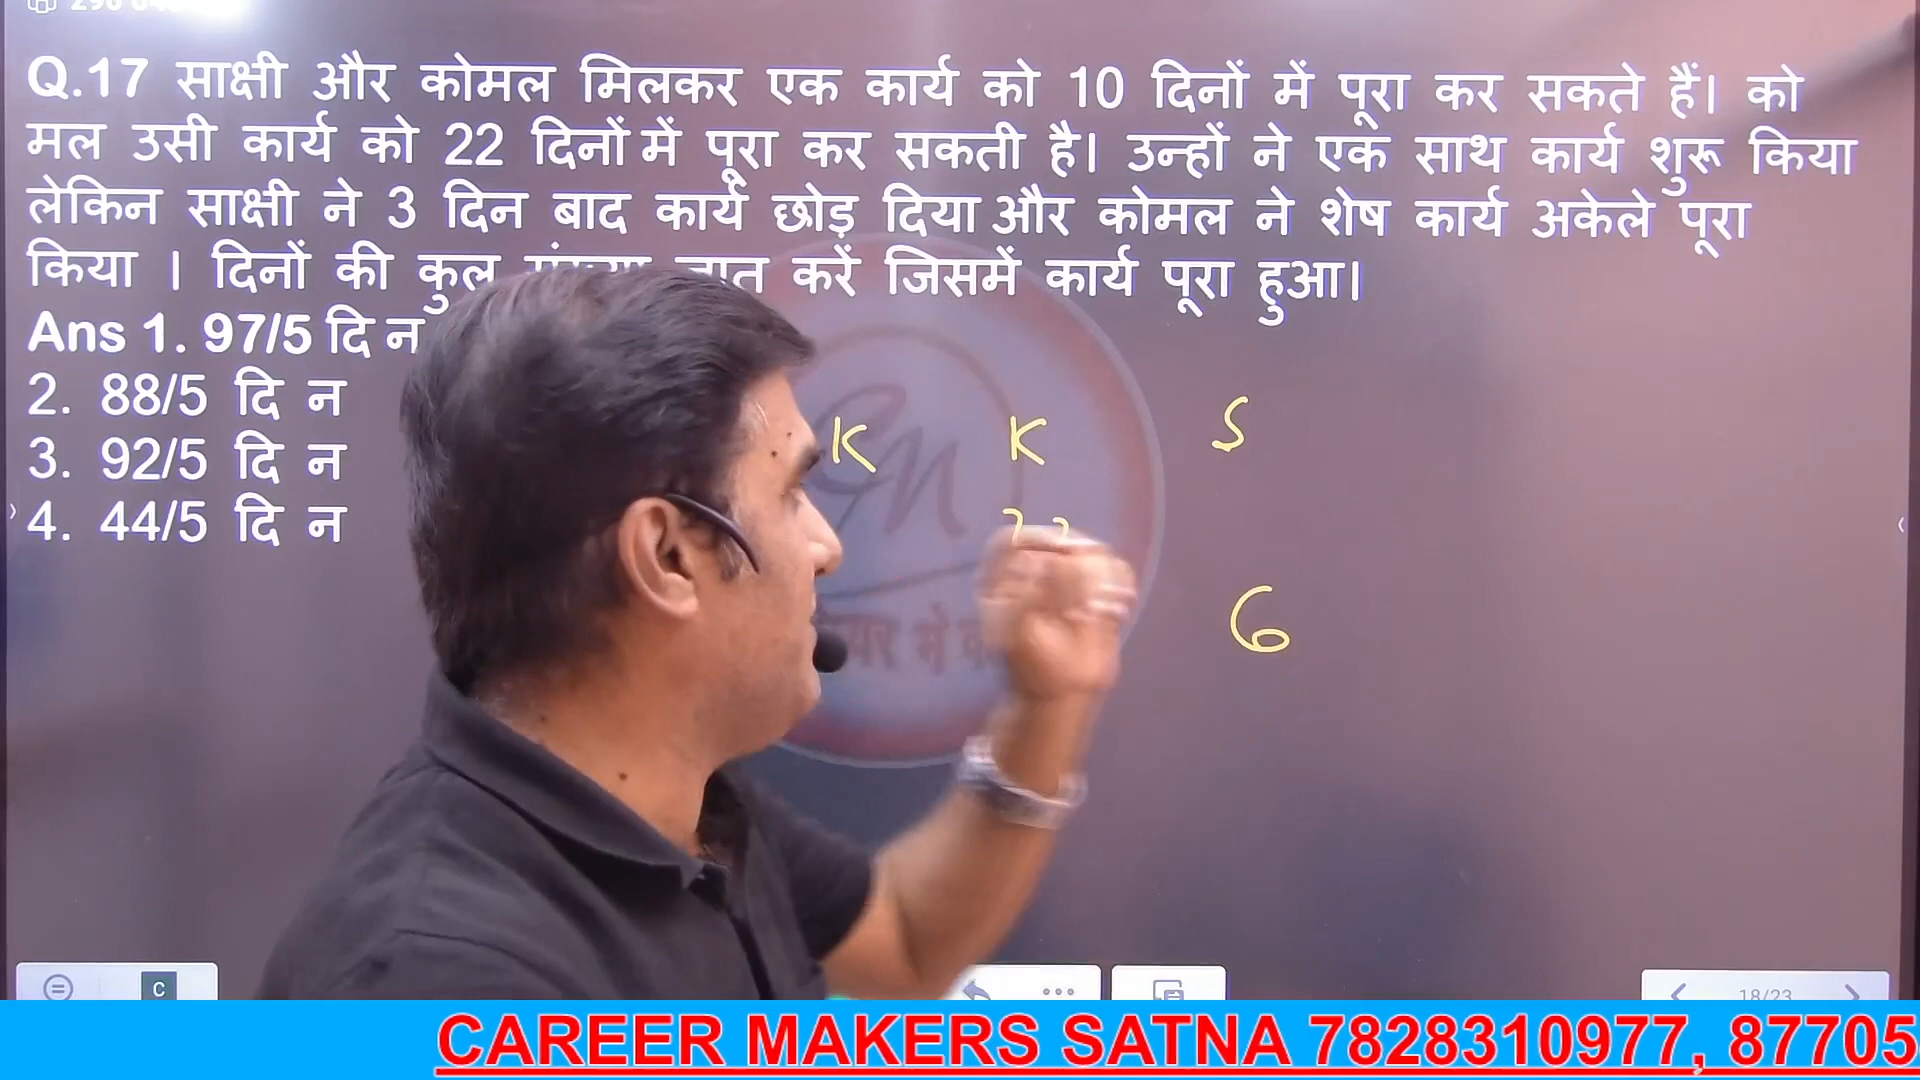 Q.17 साक्षी और कोमल मिलकर एक कार्य को 10 दिनों में पूरा कर सकते हैं। को
मल उसी कार्य को 22 दिनों में पूरा कर सकती है। उन्हों ने एक साथ कार्य शुरू किया
लेकिन साक्षी ने 3 दिन बाद कार्य छोड़ दिया और कोमल ने शेष कार्य अकेले पूरा
किया । दिनों की कुल करें जिसमें कार्य पूरा हुआ।
Ans 1. 97/5 दि न
2. 88/5 दि न
3. 92/5 दि न
4. 44/5 दि न
K K S
6
C
18/23
CAREER MAKERS SATNA 7828310977, 87705